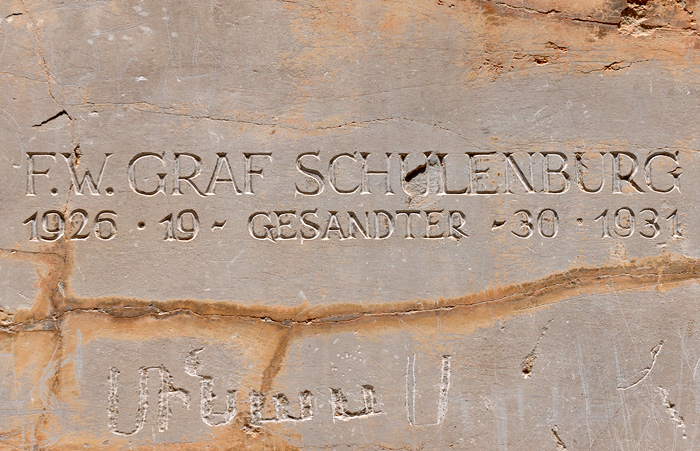 F.W. GRAF SCHULENBURG
1926 · 19 - GESANDTER - 30 · 1931